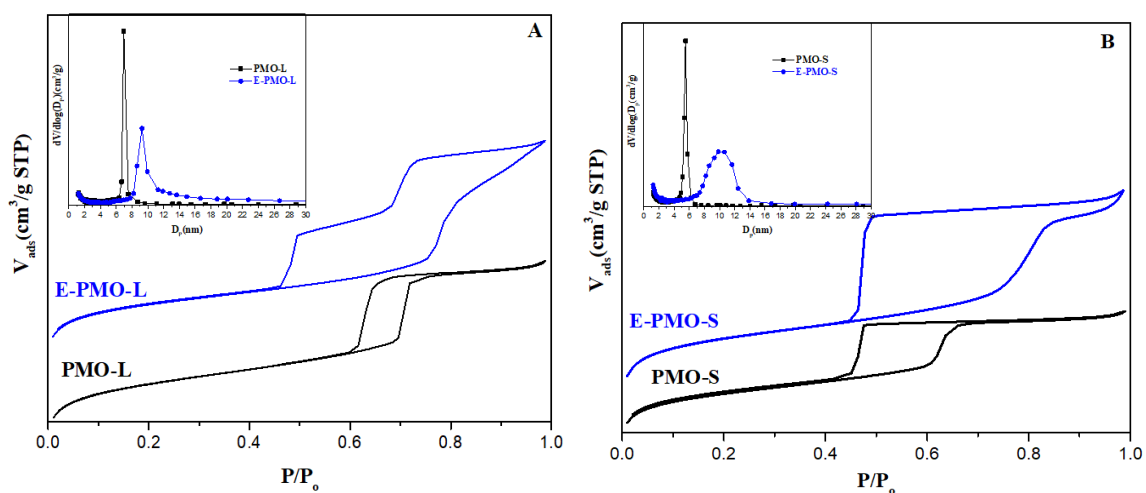 A
PMO-L
E-PMO-L
dV/dlog(Dp)(cm³/g)
0 2 4 6 8 10 12 14 16 18 20 22 24 26 28 30
Dp(nm)
Vads(cm³/g STP)
E-PMO-L
PMO-L
0.0 0.2 0.4 0.6 0.8 1.0
P/Po
B
PMO-S
E-PMO-S
dV/dlog(Dp)(cm³/g)
0 2 4 6 8 10 12 14 16 18 20 22 24 26 28 30
Dp(nm)
Vads(cm³/g STP)
E-PMO-S
PMO-S
0.0 0.2 0.4 0.6 0.8 1.0
P/Po